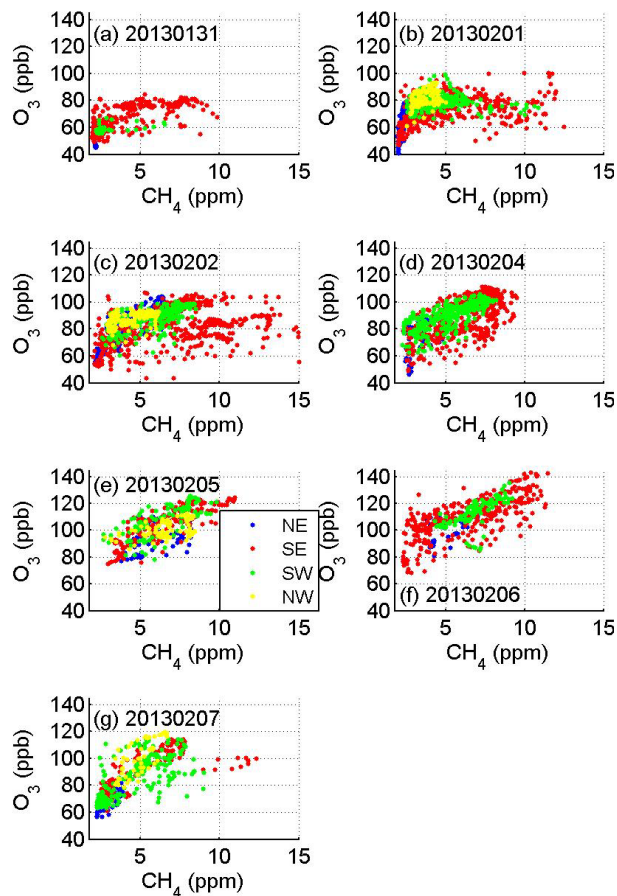 (a) 20130131
140
120
100
80
60
40
O3 (ppb)
5 10 15
CH4 (ppm)
(b) 20130201
140
120
100
80
60
40
O3 (ppb)
5 10 15
CH4 (ppm)
(c) 20130202
140
120
100
80
60
40
O3 (ppb)
5 10 15
CH4 (ppm)
(d) 20130204
140
120
100
80
60
40
O3 (ppb)
5 10 15
CH4 (ppm)
(e) 20130205
140
120
100
80
60
40
O3 (ppb)
5 10 15
CH4 (ppm)
NE
SE
SW
NW
140
120
100
80
60
40
O3 (ppb)
(f) 20130206
5 10 15
CH4 (ppm)
(g) 20130207
140
120
100
80
60
40
O3 (ppb)
5 10 15
CH4 (ppm)